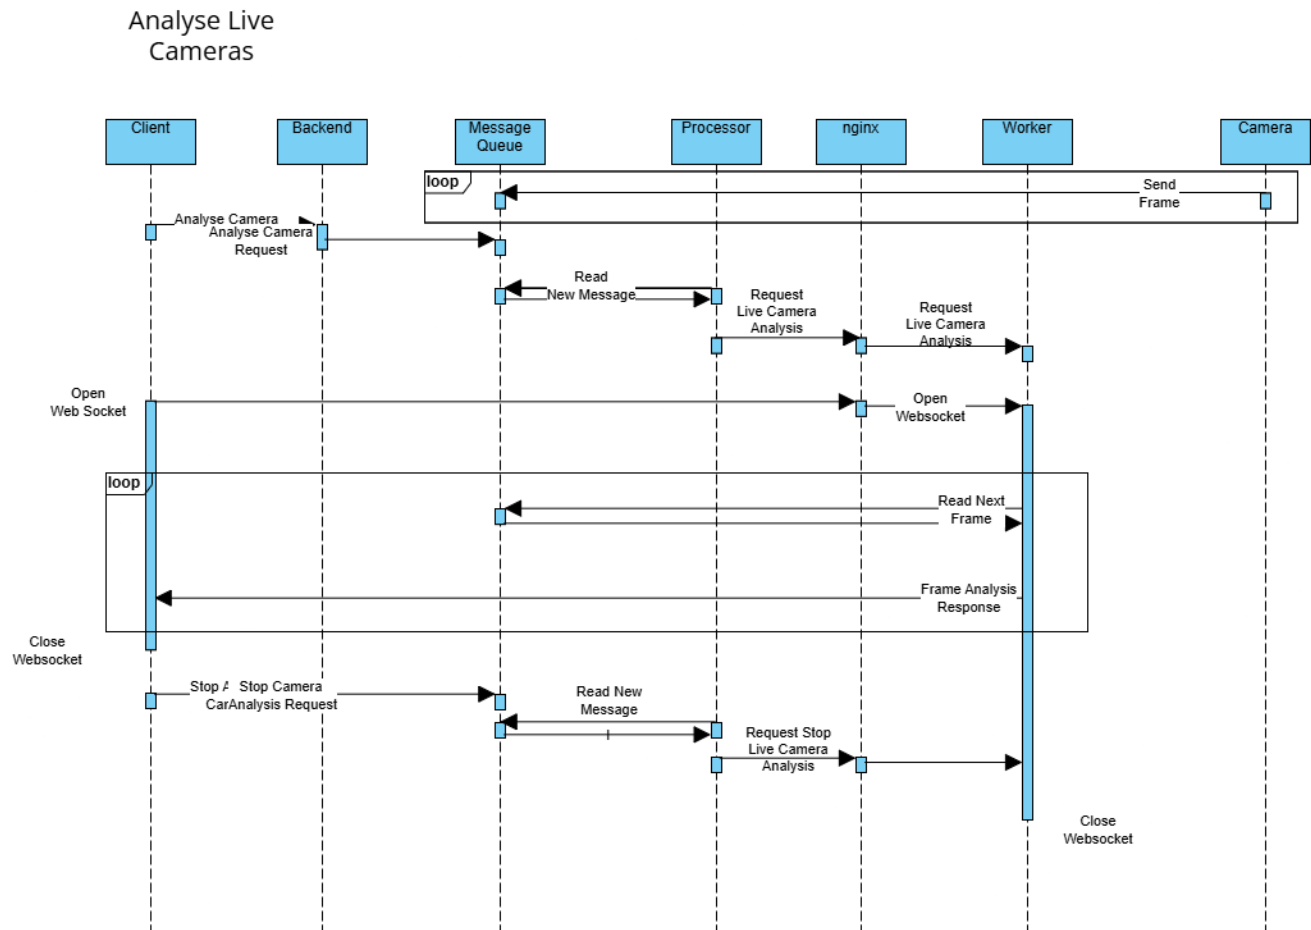 Analyse Live
Cameras
Client
Backend
Message
Queue
Processor
nginx
Worker
Camera
loop
Send
Frame
Analyse Camera
Analyse Camera
Request
Read
New Message
Request
Live Camera
Analysis
Request
Live Camera
Analysis
Open
Web Socket
Open
Websocket
loop
Read Next
Frame
Frame Analysis
Response
Close
Websocket
Stop
Stop Camera
Analysis Request
Read New
Message
Request Stop
Live Camera
Analysis
Close
Websocket